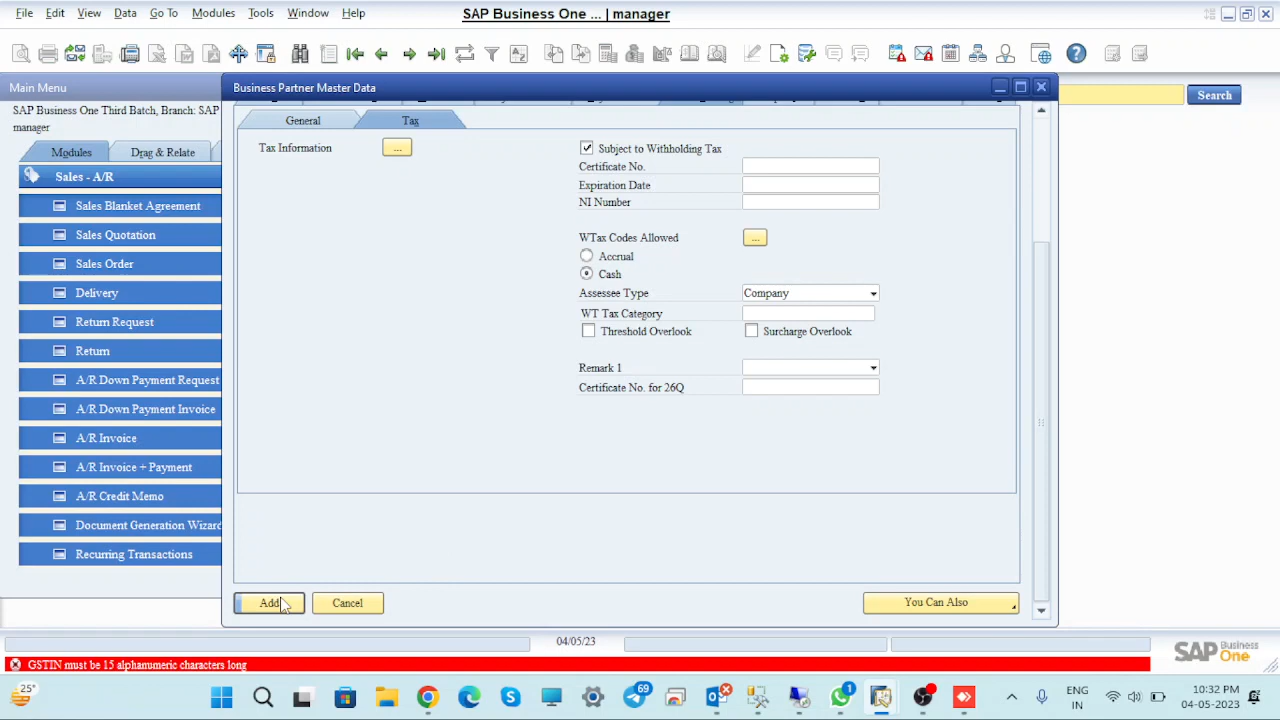 File Edit View Data Go To Modules Tools Window Help
SAP Business One ... | manager
Main Menu
SAP Business One Third Batch, Branch: SAP
manager
Modules Drag & Relate
Sales - A/R
Sales Blanket Agreement
Sales Quotation
Sales Order
Delivery
Return Request
Return
A/R Down Payment Request
A/R Down Payment Invoice
A/R Invoice
A/R Invoice + Payment
A/R Credit Memo
Document Generation Wizard
Recurring Transactions
Search
Business Partner Master Data
General Tax
Tax Information ...
Subject to Withholding Tax
Certificate No.
Expiration Date
NI Number
WTax Codes Allowed ...
Accrual
Cash
Assessee Type Company
WT Tax Category
Threshold Overlook Surcharge Overlook
Remark 1
Certificate No. for 26Q
Add Cancel You Can Also
04/05/23
GSTIN must be 15 alphamumeric characters long
SAP Business One
25°
69
1
ENG
IN
10:32 PM
04-05-2023